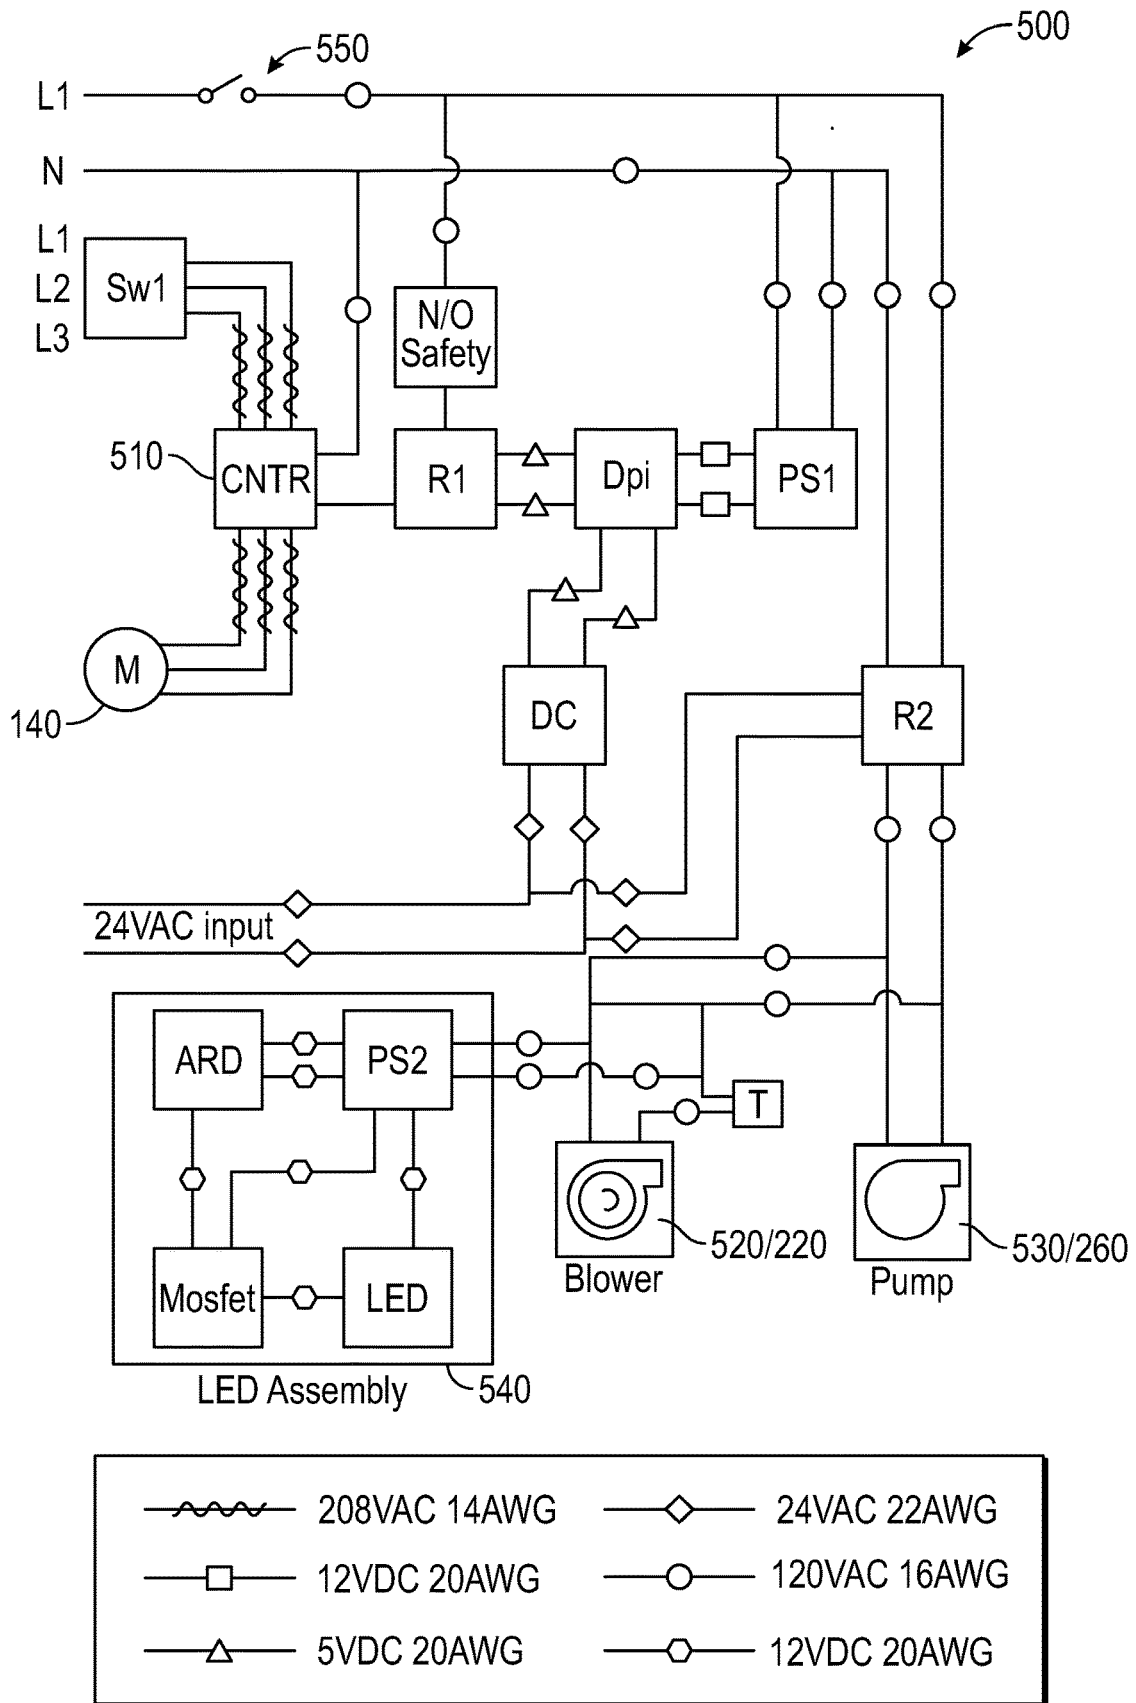 500
550
L1
N
L1
L2
L3
Sw1
N/O
Safety
510
CNTR
R1
Dpi
PS1
M
140
DC
R2
24VAC input
ARD
PS2
T
520/220
530/260
Blower
Pump
Mosfet
LED
LED Assembly
540
208VAC 14AWG
24VAC 22AWG
12VDC 20AWG
120VAC 16AWG
5VDC 20AWG
12VDC 20AWG